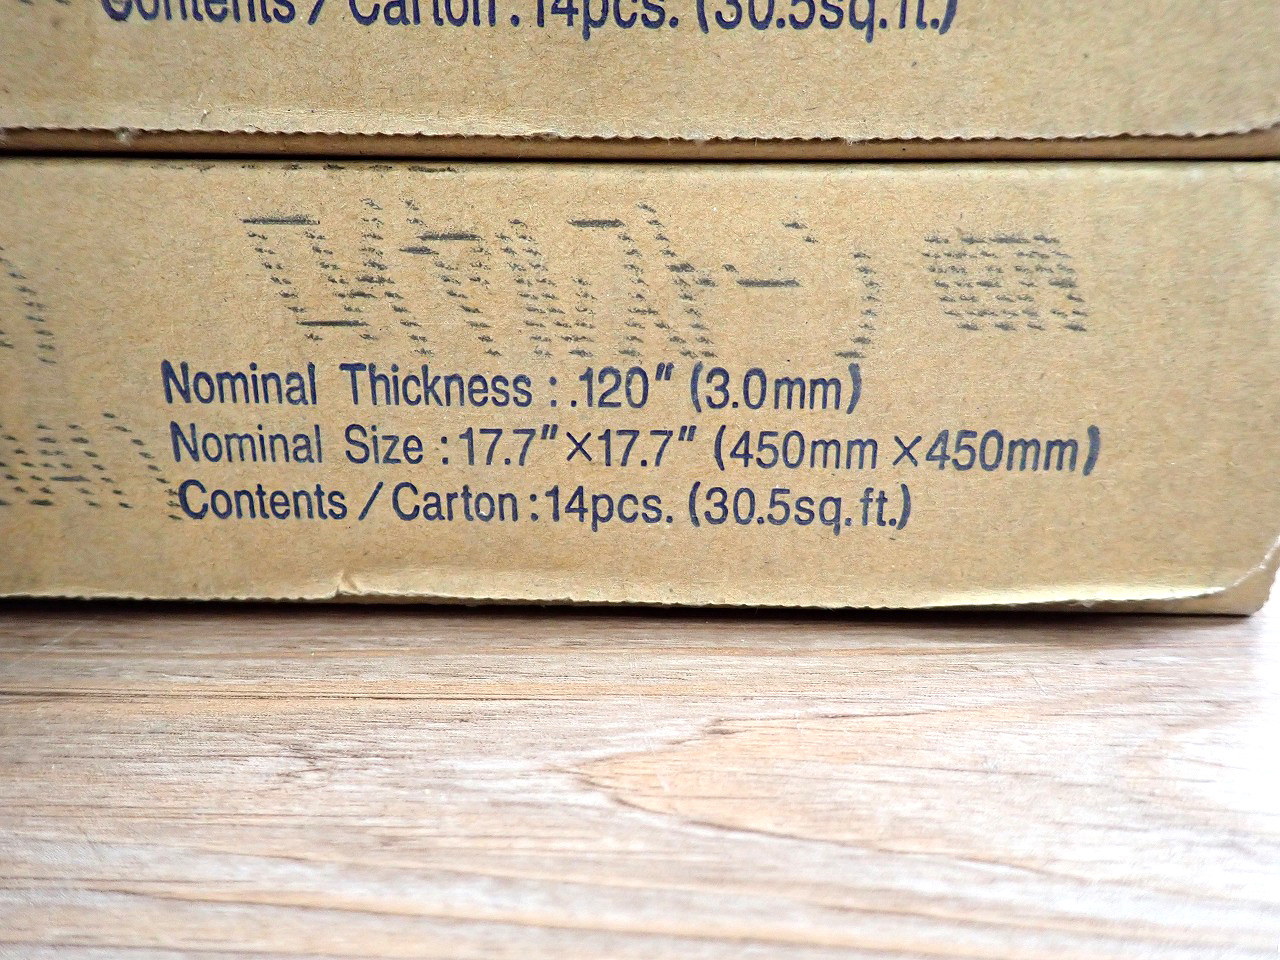 Contents / Carton : 14pcs. (30.5sq.ft.)
Nominal Thickness : .120" (3.0mm)
Nominal Size : 17.7" × 17.7" (450mm × 450mm)
Contents / Carton : 14pcs. (30.5sq.ft.)